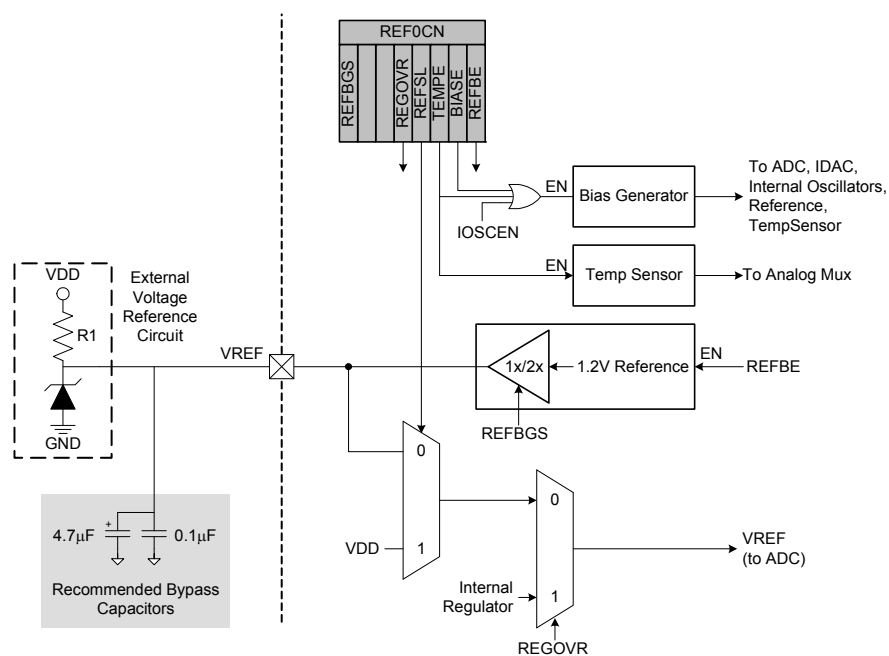 REF0CN
REFBGS
REGOVR
REFSL
TEMPE
BIASE
REFBE
EN
Bias Generator
To ADC, IDAC,
Internal Oscillators,
Reference,
TempSensor
IOSCEN
EN
Temp Sensor
To Analog Mux
VDD
External
Voltage
Reference
Circuit
R1
VREF
GND
1x/2x
1.2V Reference
EN
REFBE
REFBGS
0
VDD
1
0
Internal
Regulator
1
REGOVR
VREF
(to ADC)
+
4.7μF
0.1μF
Recommended Bypass
Capacitors